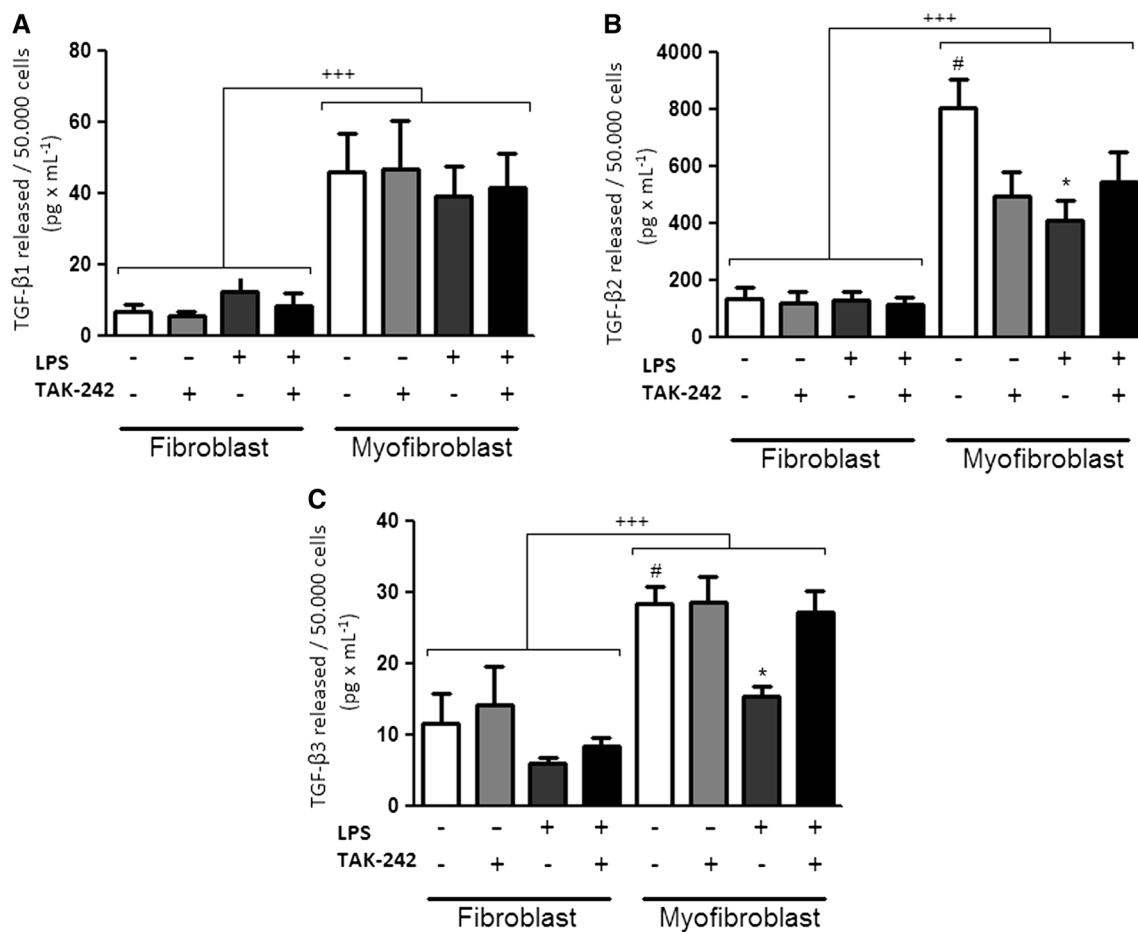 A
TGF-β1 released / 50.000 cells
(pg x mL-1)
80
60
40
20
0
+++
LPS - - + + - - + +
TAK-242 - + - + - + - +
Fibroblast Myofibroblast
B
TGF-β2 released / 50.000 cells
(pg x mL-1)
4000
800
600
400
200
0
+++
#
*
LPS - - + + - - + +
TAK-242 - + - + - + - +
Fibroblast Myofibroblast
C
TGF-β3 released / 50.000 cells
(pg x mL-1)
40
30
20
10
0
+++
#
*
LPS - - + + - - + +
TAK-242 - + - + - + - +
Fibroblast Myofibroblast